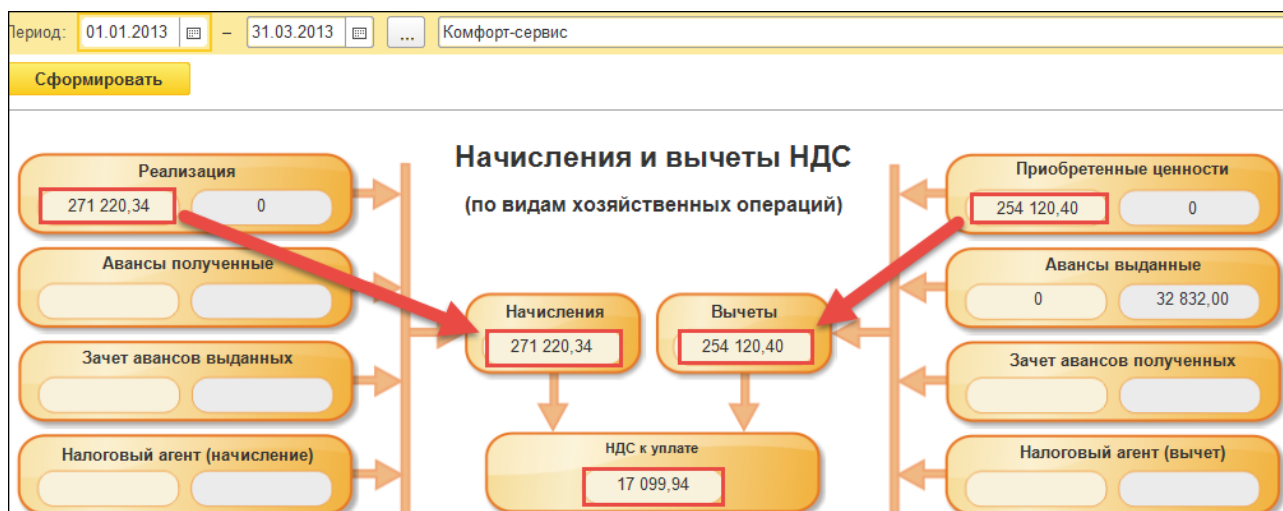 Период: 01.01.2013 – 31.03.2013 ... Комфорт-сервис
Сформировать
Начисления и вычеты НДС
(по видам хозяйственных операций)
Реализация
271 220,34 0
Авансы полученные
Зачет авансов выданных
Налоговый агент (начисление)
Начисления
271 220,34
Вычеты
254 120,40
НДС к уплате
17 099,94
Приобретенные ценности
254 120,40 0
Авансы выданные
0 32 832,00
Зачет авансов полученных
Налоговый агент (вычет)